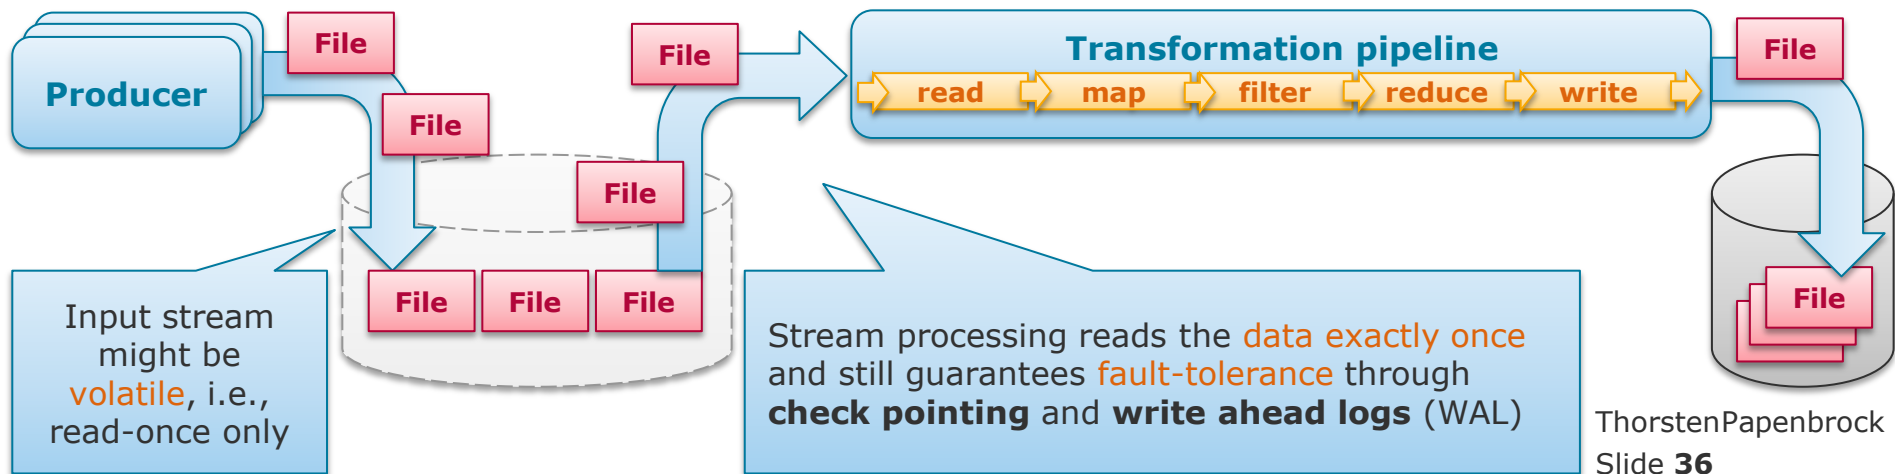 Producer
File
File
File
File
File
File
File
Transformation pipeline
read
map
filter
reduce
write
File
File
Input stream
might be
volatile, i.e.,
read-once only
Stream processing reads the data exactly once
and still guarantees fault-tolerance through
check pointing and write ahead logs (WAL)
ThorstenPapenbrock
Slide 36